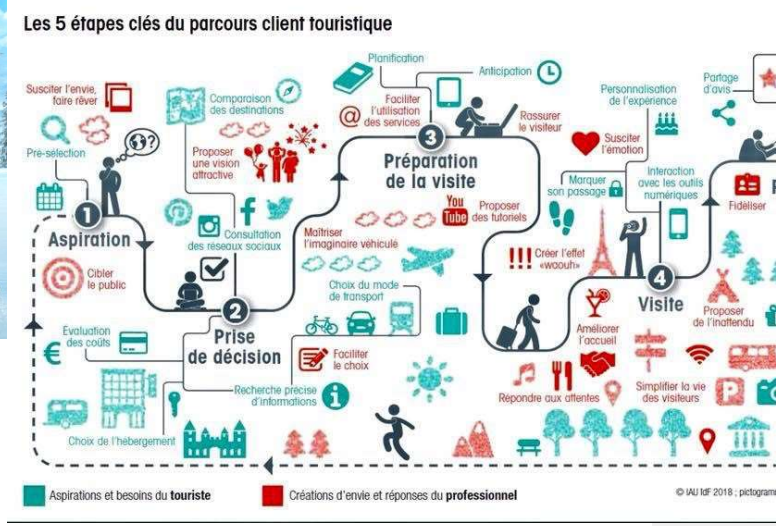 Les 5 étapes clés du parcours client touristique
Susciter l'envie,
faire rêver
Pré-sélection
1
Aspiration
Cibler
le public
Comparaison
des destinations
Proposer
une vision
attractive
Consultation
des réseaux sociaux
2
Prise
de décision
Evaluation
des coûts
Choix de l'hébergement
Recherche précise
d'informations
Faciliter
le choix
Choix du mode
de transport
Maîtriser
l'imaginaire véhiculé
Planification
Anticipation
Faciliter
l'utilisation
des services
3
Préparation
de la visite
Rassurer
le visiteur
You
Tube
Proposer
des tutoriels
Personnalisation
de l'expérience
Susciter
l'émotion
Marquer
son passage
Interaction
avec les outils
numériques
!!! Créer l'effet
«waouh»
4
Visite
Améliorer
l'accueil
Répondre aux attentes
Simplifier la vie
des visiteurs
P
Partage
d'avis
Fidéliser
Proposer
de l'inattendu
Aspirations et besoins du touriste
Créations d'envie et réponses du professionnel
© IAU IdF 2018 ; pictogramm